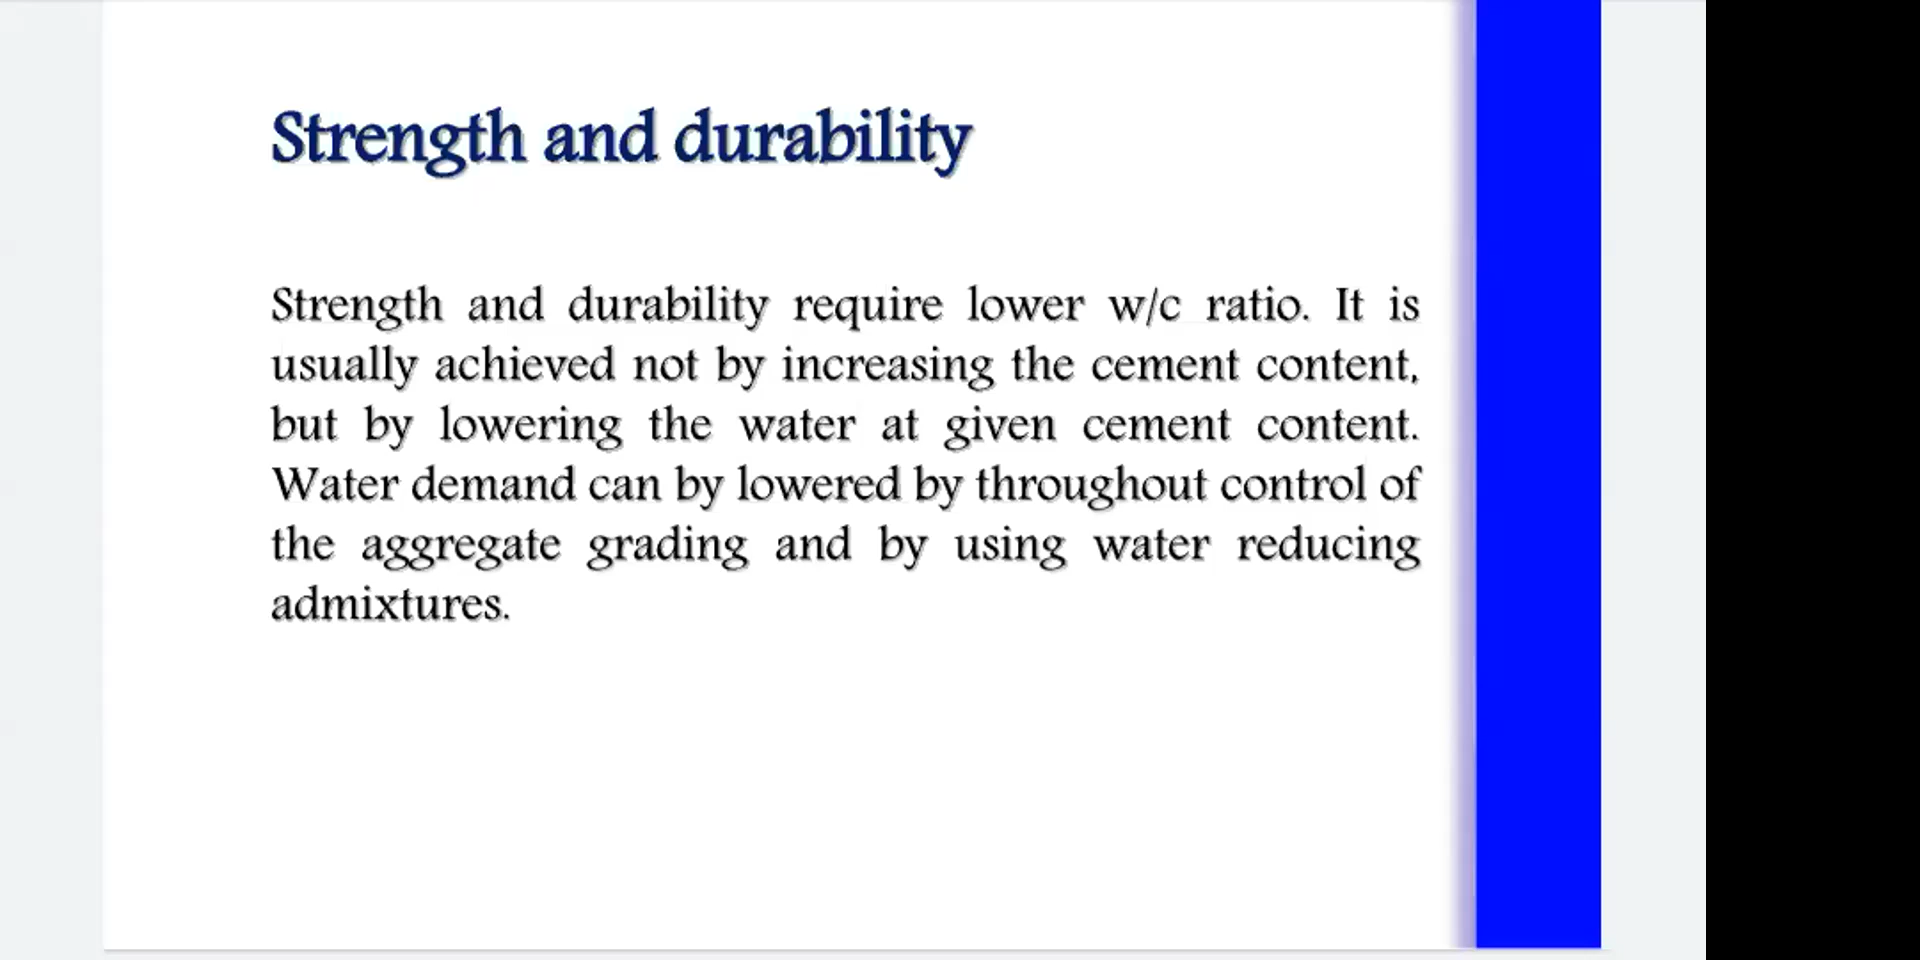 Strength and durability
Strength and durability require lower w/c ratio. It is
usually achieved not by increasing the cement content,
but by lowering the water at given cement content.
Water demand can by lowered by throughout control of
the aggregate grading and by using water reducing
admixtures.